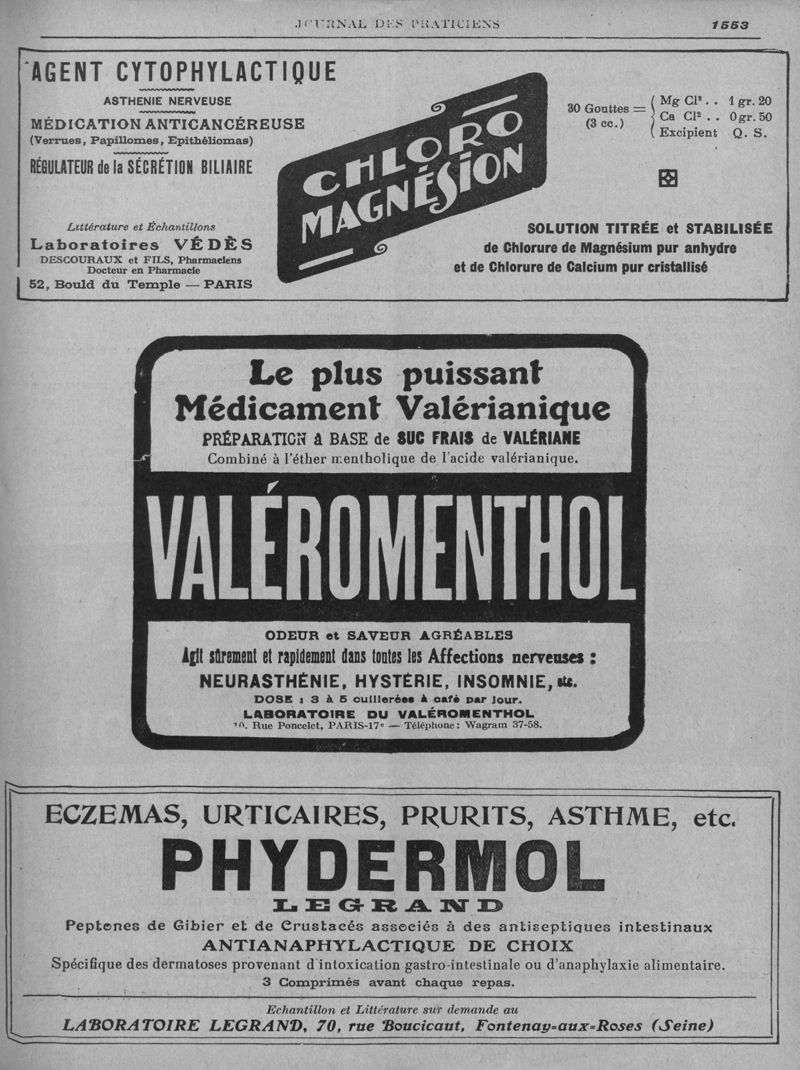 JOURNAL DES PRATICIENS
1553
AGENT CYTOPHYLACTIQUE
ASTHENIE NERVEUSE
MÉDICATION ANTICANCÉREUSE
(Verrues, Papillomes, Epithéliomas)
RÉGULATEUR de la SÉCRÉTION BILIAIRE
Littérature et Échantillons
Laboratoires VÉDÈS
DESCOURAUX et FILS, Pharmaciens
Docteur en Pharmacie
52, Bould du Temple — PARIS
CHLORO
MAGNÉSION
30 Gouttes =
(3 cc.)
Mg Cl² . . 1 gr. 20
Ca Cl² . . 0 gr. 50
Excipient Q. S.
SOLUTION TITRÉE et STABILISÉE
de Chlorure de Magnésium pur anhydre
et de Chlorure de Calcium pur cristallisé
Le plus puissant
Médicament Valérianique
PRÉPARATION à BASE de SUC FRAIS de VALÉRIANE
Combiné à l'éther mentholique de l'acide valérianique.
VALÉROMENTHOL
ODEUR et SAVEUR AGRÉABLES
Agit sûrement et rapidement dans toutes les Affections nerveuses :
NEURASTHÉNIE, HYSTÉRIE, INSOMNIE, etc.
DOSE : 3 à 5 cuillerées à café par jour.
LABORATOIRE DU VALÉROMENTHOL
10, Rue Poncelet, PARIS-17e — Téléphone : Wagram 37-58.
ECZEMAS, URTICAIRES, PRURITS, ASTHME, etc.
PHYDERMOL
LEGRAND
Peptones de Gibier et de Crustacés associés à des antiseptiques intestinaux
ANTIANAPHYLACTIQUE DE CHOIX
Spécifique des dermatoses provenant d'intoxication gastro-intestinale ou d'anaphylaxie alimentaire.
3 Comprimés avant chaque repas.
Echantillon et Littérature sur demande au
LABORATOIRE LEGRAND, 70, rue Boucicaut, Fontenay-aux-Roses (Seine)